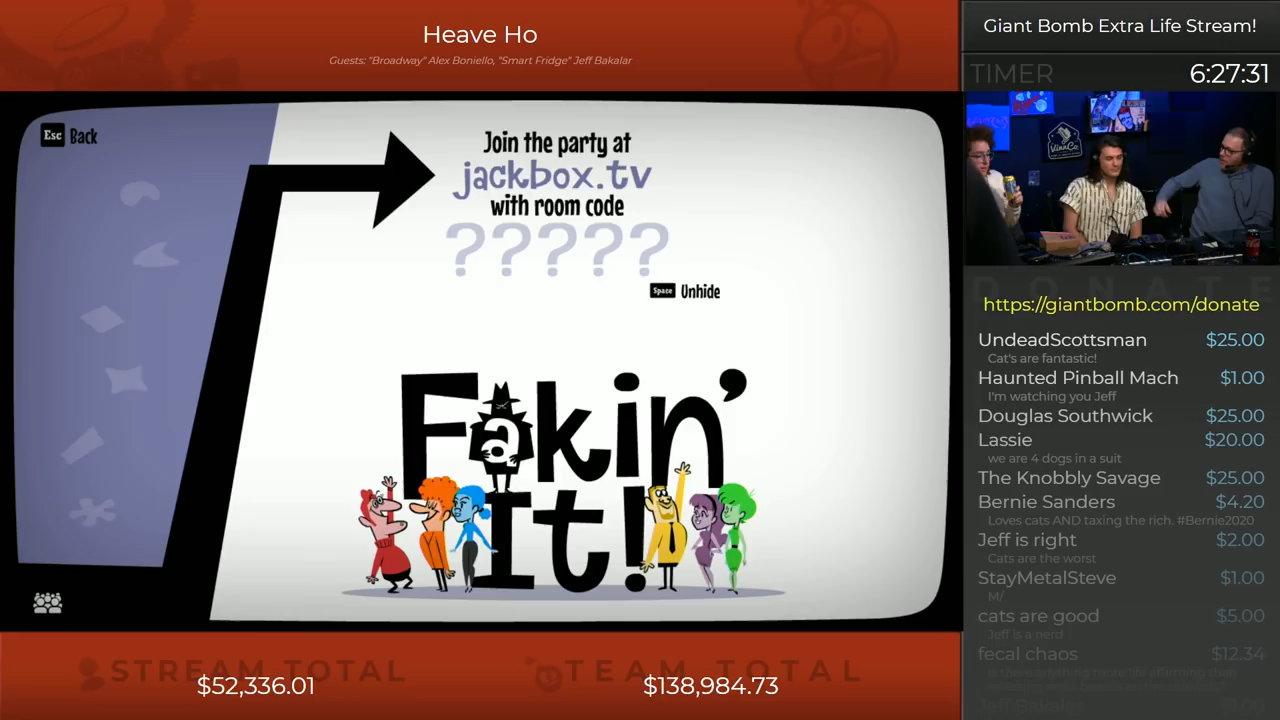 Heave Ho
Guests: "Broadway" Alex Boniello, "Smart Fridge" Jeff Bakalar
Giant Bomb Extra Life Stream!
TIMER 6:27:31
Esc Back
Join the party at
jackbox.tv
with room code
?????
Space Unhide
Fakin'
It!
VinnCo
DONATE
https://giantbomb.com/donate
UndeadScottsman $25.00
Cat's are fantastic!
Haunted Pinball Mach $1.00
I'm watching you Jeff
Douglas Southwick $25.00
Lassie $20.00
we are 4 dogs in a suit
The Knobbly Savage $25.00
Bernie Sanders $4.20
Loves cats AND taxing the rich. #Bernie2020
Jeff is right $2.00
Cats are the worst
StayMetalSteve $1.00
M/
cats are good $5.00
Jeff is a nerd
fecal chaos $12.34
Jeff Bakalar
STREAM TOTAL
$52,336.01
TEAM TOTAL
$138,984.73